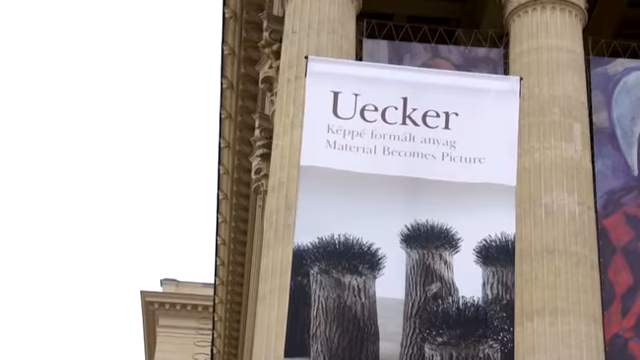 Uecker
Képpé formált anyag
Material Becomes Picture